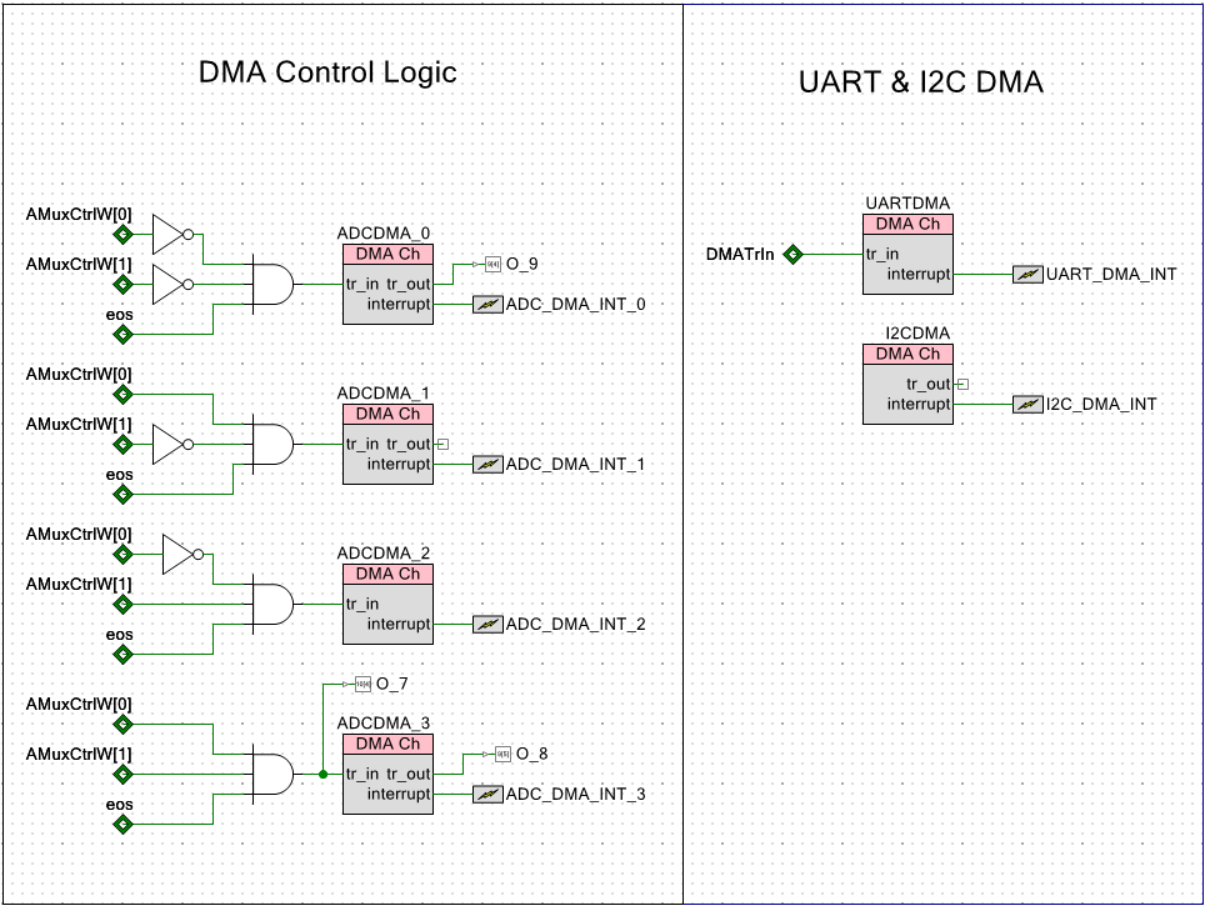 DMA Control Logic
AMuxCtrlW[0]
AMuxCtrlW[1]
eos
ADCDMA_0
DMA Ch
tr_in tr_out
interrupt
O_9
ADC_DMA_INT_0
AMuxCtrlW[0]
AMuxCtrlW[1]
eos
ADCDMA_1
DMA Ch
tr_in tr_out
interrupt
ADC_DMA_INT_1
AMuxCtrlW[0]
AMuxCtrlW[1]
eos
ADCDMA_2
DMA Ch
tr_in
interrupt
ADC_DMA_INT_2
AMuxCtrlW[0]
AMuxCtrlW[1]
eos
O_7
ADCDMA_3
DMA Ch
tr_in tr_out
interrupt
O_8
ADC_DMA_INT_3
UART & I2C DMA
DMATrIn
UARTDMA
DMA Ch
tr_in
interrupt
UART_DMA_INT
I2CDMA
DMA Ch
tr_out
interrupt
I2C_DMA_INT